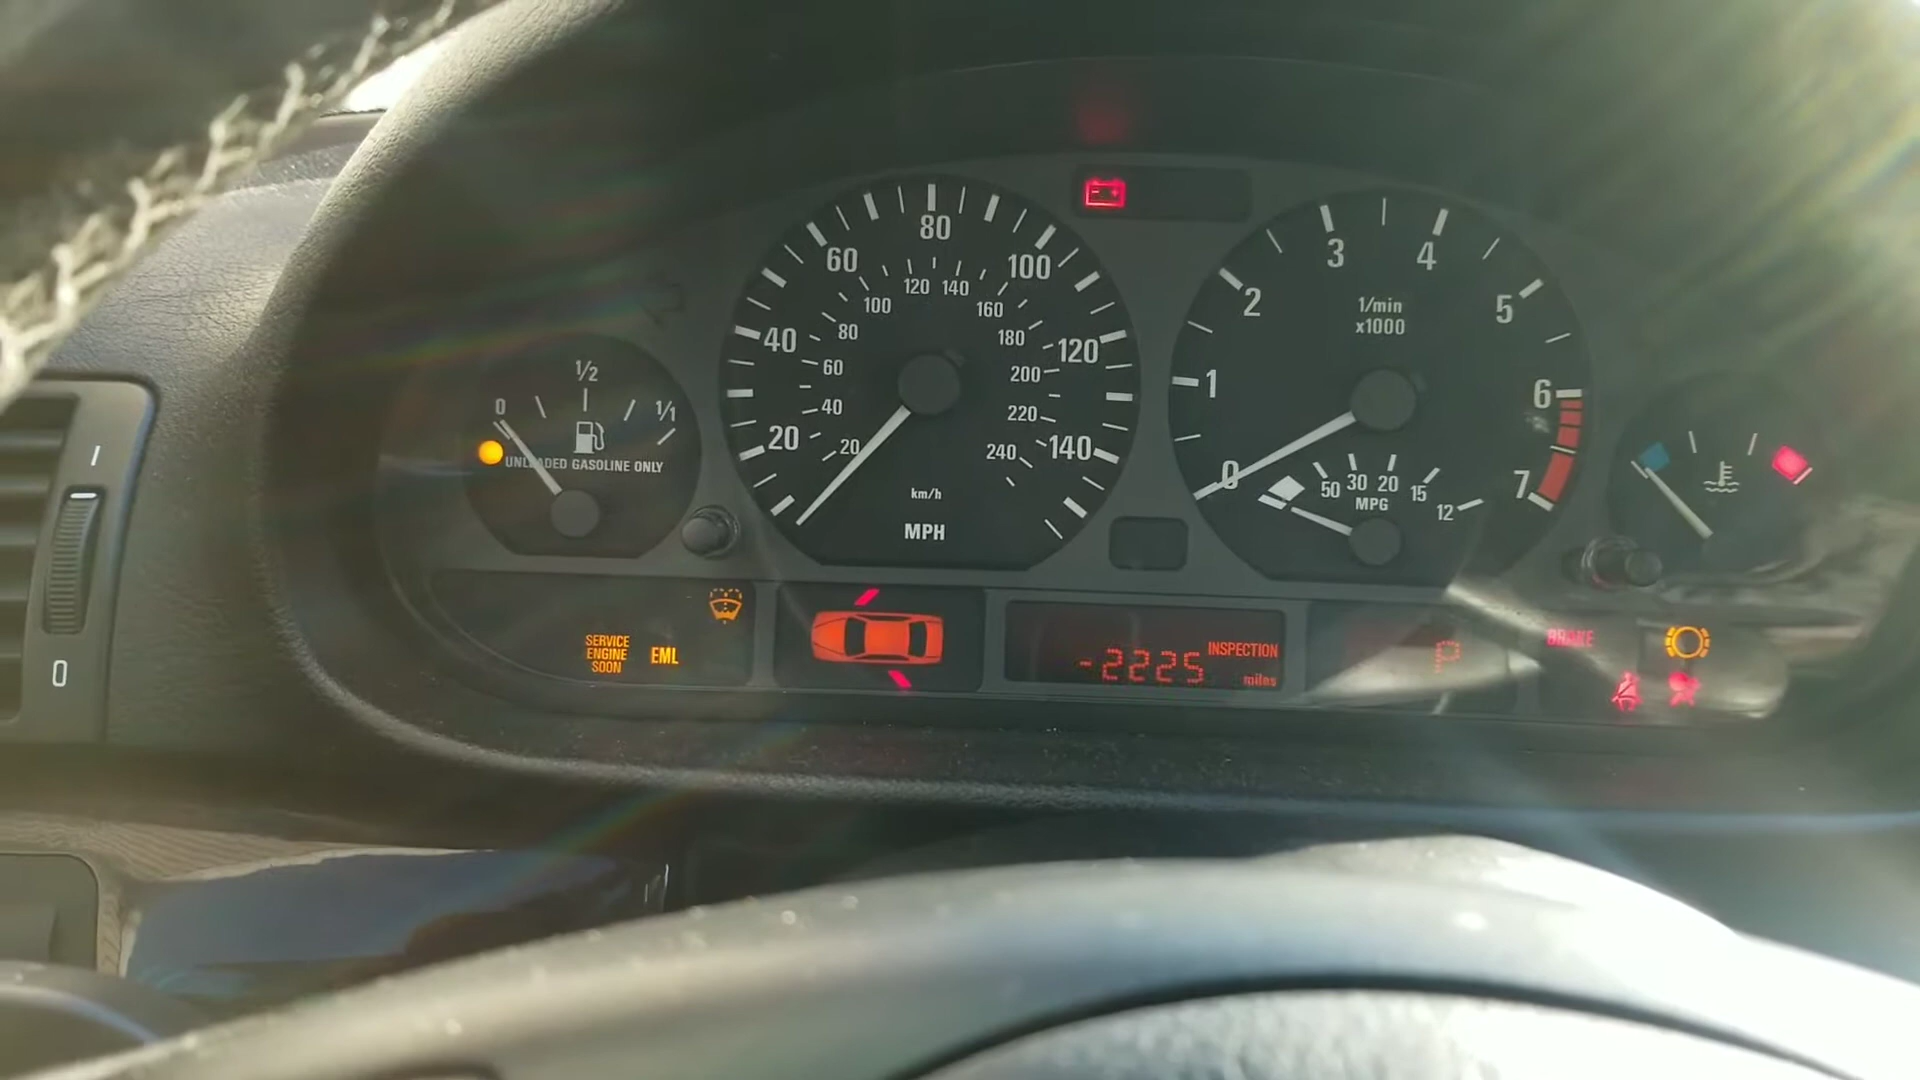 0
1/2
1/1
UNLEADED GASOLINE ONLY
20
40
60
80
100
120
140
20
40
60
80
100
120
140
160
180
200
220
240
km/h
MPH
0
1
2
3
4
5
6
7
1/min
x1000
50
30
20
15
12
MPG
SERVICE
ENGINE
SOON
EML
INSPECTION
-2225
miles
P
0